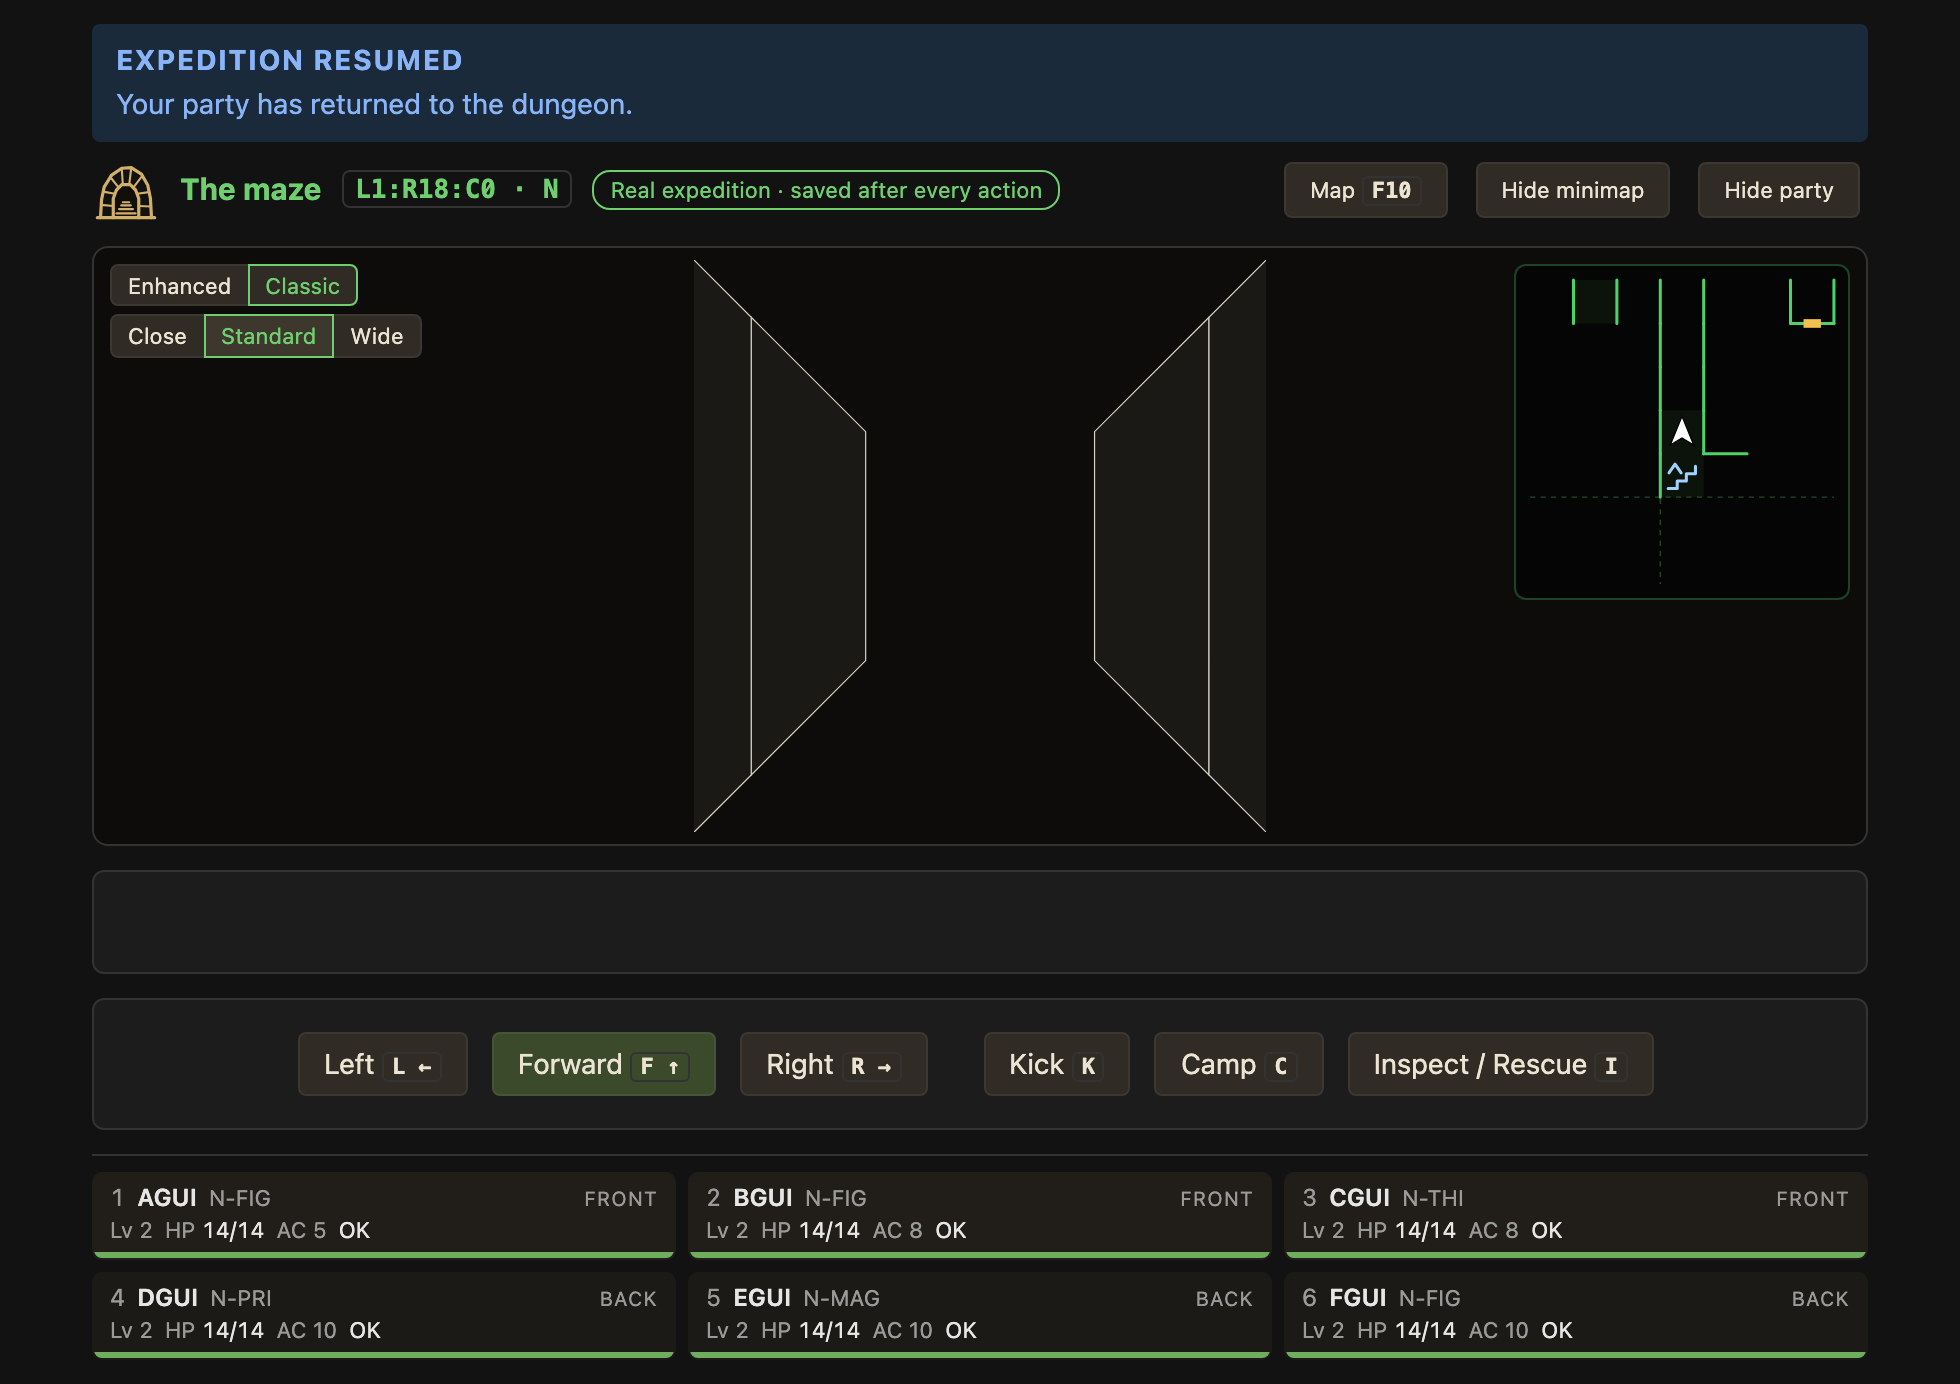 EXPEDITION RESUMED
Your party has returned to the dungeon.
The maze L1:R18:C0 · N Real expedition · saved after every action Map F10 Hide minimap Hide party
Enhanced Classic
Close Standard Wide
Left L ← Forward F ↑ Right R → Kick K Camp C Inspect / Rescue I
1 AGUI N-FIG FRONT
Lv 2 HP 14/14 AC 5 OK
2 BGUI N-FIG FRONT
Lv 2 HP 14/14 AC 8 OK
3 CGUI N-THI FRONT
Lv 2 HP 14/14 AC 8 OK
4 DGUI N-PRI BACK
Lv 2 HP 14/14 AC 10 OK
5 EGUI N-MAG BACK
Lv 2 HP 14/14 AC 10 OK
6 FGUI N-FIG BACK
Lv 2 HP 14/14 AC 10 OK